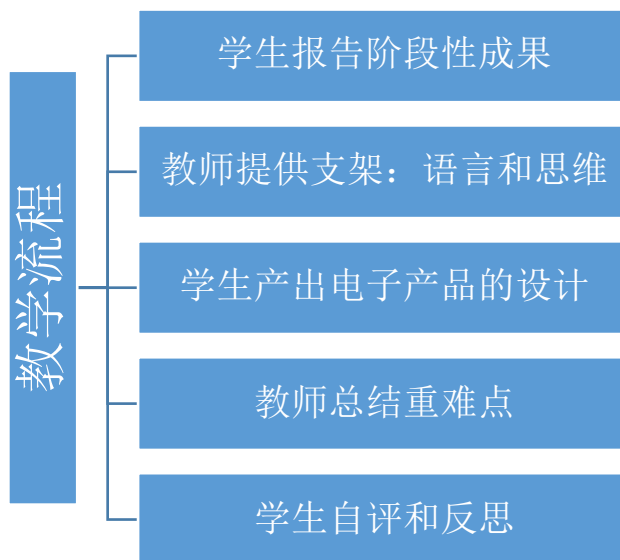 教学流程
学生报告阶段性成果
教师提供支架：语言和思维
学生产出电子产品的设计
教师总结重难点
学生自评和反思